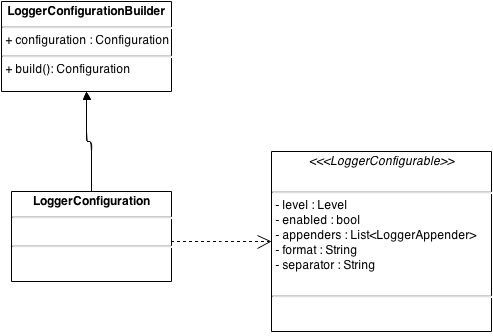 LoggerConfigurationBuilder
+ configuration : Configuration
+ build(): Configuration
<<<LoggerConfigurable>>
LoggerConfiguration
- level : Level
- enabled : bool
- appenders : List<LoggerAppender>
- format : String
- separator : String